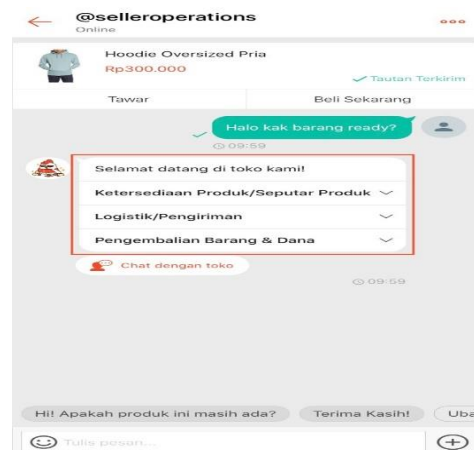 @selleroperations
Online
Hoodie Oversized Pria
Rp300.000
Tautan Terkirim
Tawar
Beli Sekarang
Halo kak barang ready?
09:59
Selamat datang di toko kami!
Ketersediaan Produk/Seputar Produk
Logistik/Pengiriman
Pengembalian Barang & Dana
Chat dengan toko
09:59
Hi! Apakah produk ini masih ada?
Terima Kasih!
Uba
Tulis pesan...